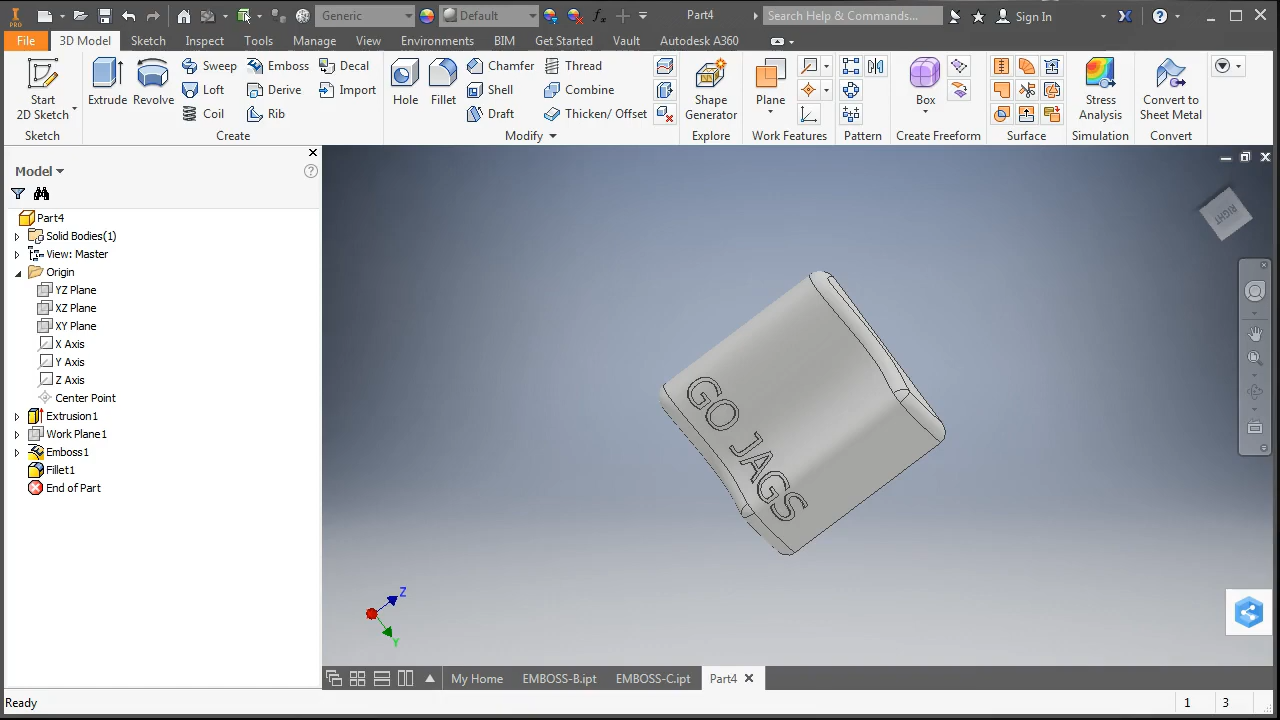 PRO Generic Default fx Part4 Search Help & Commands... Sign In
File 3D Model Sketch Inspect Tools Manage View Environments BIM Get Started Vault Autodesk A360
Start 2D Sketch
Sketch
Extrude Revolve Sweep Loft Coil Emboss Derive Rib Decal Import
Create
Hole Fillet Chamfer Shell Draft Thread Combine Thicken/ Offset
Modify
Shape Generator
Explore
Plane
Work Features
Pattern
Box
Create Freeform
Surface
Stress Analysis
Simulation
Convert to Sheet Metal
Convert
Model
Part4
Solid Bodies(1)
View: Master
Origin
YZ Plane
XZ Plane
XY Plane
X Axis
Y Axis
Z Axis
Center Point
Extrusion1
Work Plane1
Emboss1
Fillet1
End of Part
RIGHT
GO JAGS
Z
Y
My Home EMBOSS-B.ipt EMBOSS-C.ipt Part4
Ready 1 3